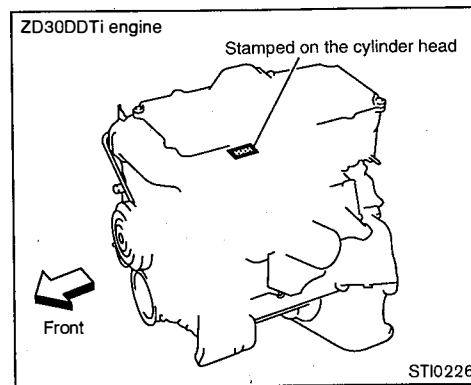 ZD30DDTi engine
Stamped on the cylinder head
Front
STI0226